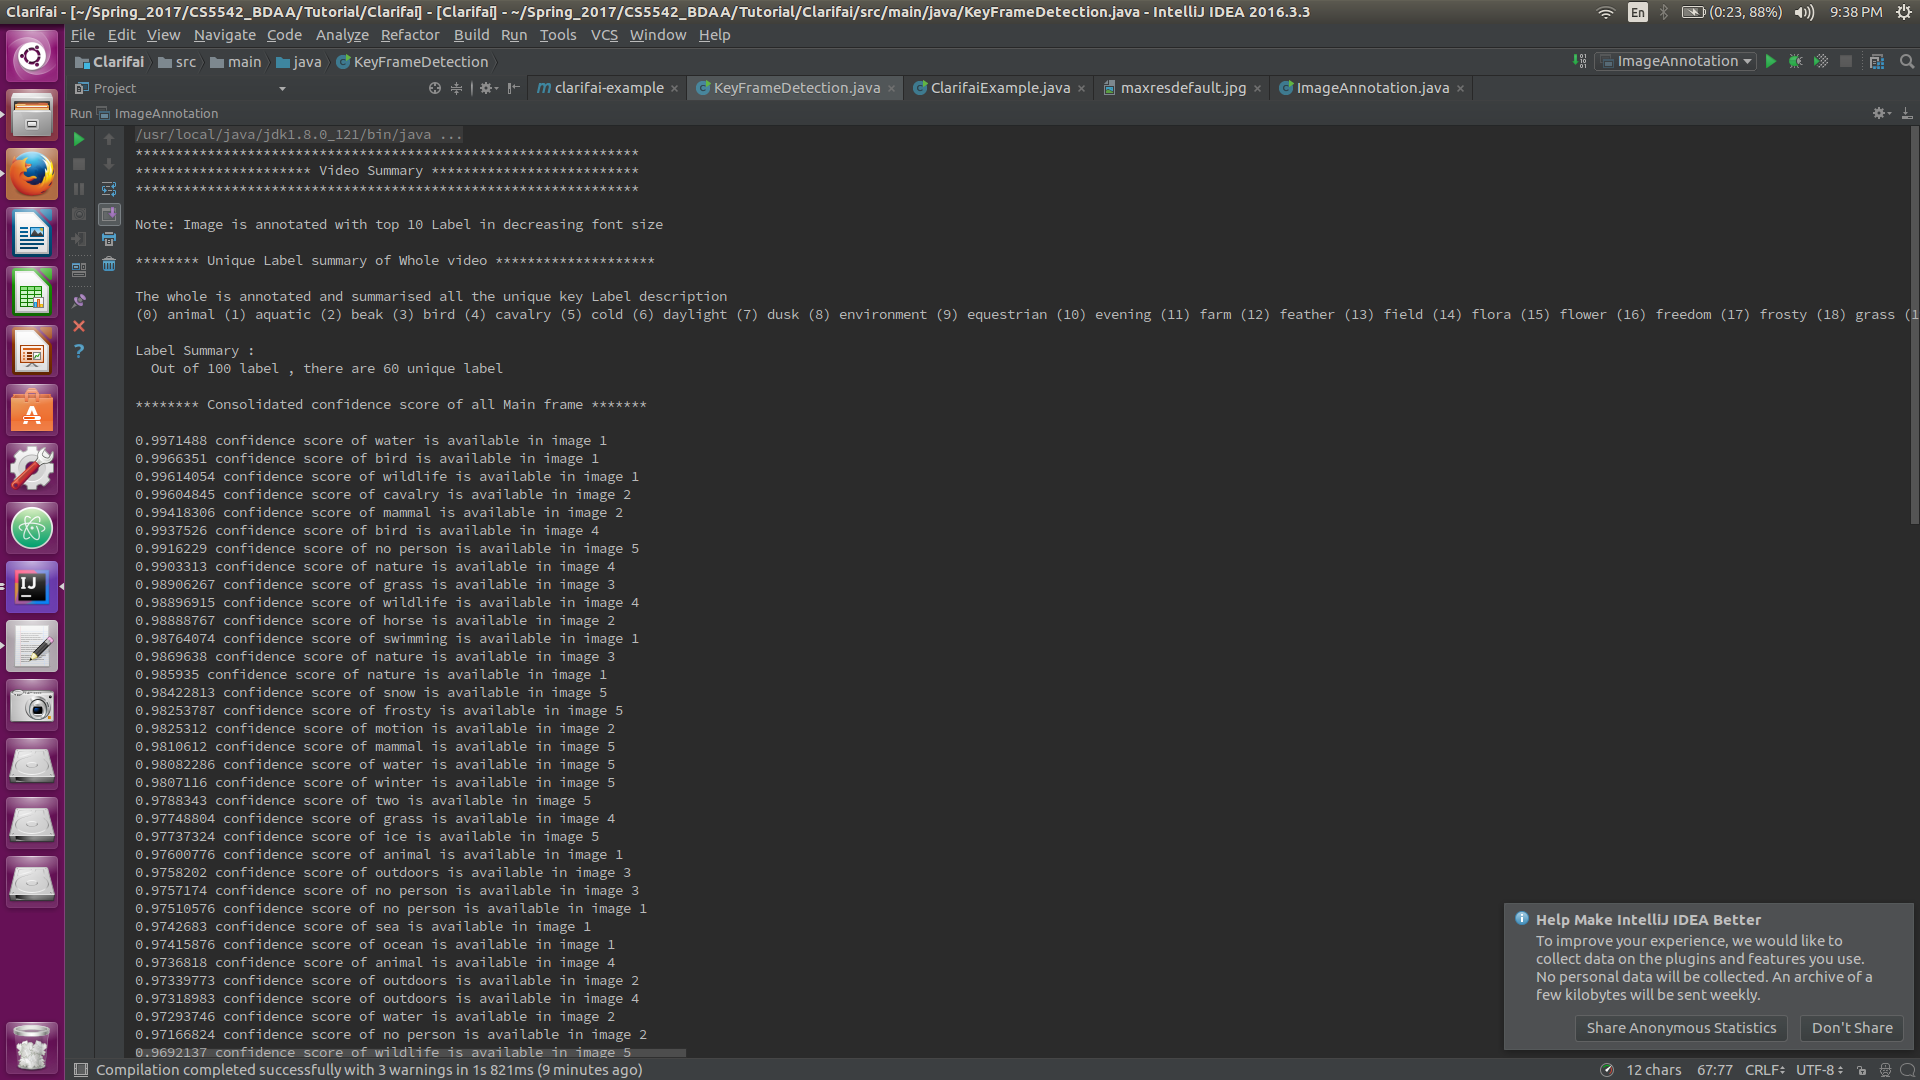 Clarifai - [~/Spring_2017/CS5542_BDAA/Tutorial/Clarifai] - [Clarifai] - ~/Spring_2017/CS5542_BDAA/Tutorial/Clarifai/src/main/java/KeyFrameDetection.java - IntelliJ IDEA 2016.3.3
En (0:23, 88%) 9:38 PM
File Edit View Navigate Code Analyze Refactor Build Run Tools VCS Window Help
Clarifai src main java KeyFrameDetection ImageAnnotation
Project clarifai-example KeyFrameDetection.java ClarifaiExample.java maxresdefault.jpg ImageAnnotation.java
Run ImageAnnotation
/usr/local/java/jdk1.8.0_121/bin/java ...
***************************************************************
********************** Video Summary **************************
***************************************************************
Note: Image is annotated with top 10 Label in decreasing font size
******** Unique Label summary of Whole video ********************
The whole is annotated and summarised all the unique key Label description
(0) animal (1) aquatic (2) beak (3) bird (4) cavalry (5) cold (6) daylight (7) dusk (8) environment (9) equestrian (10) evening (11) farm (12) feather (13) field (14) flora (15) flower (16) freedom (17) frosty (18) grass (1
Label Summary :
Out of 100 label , there are 60 unique label
******** Consolidated confidence score of all Main frame *******
0.9971488 confidence score of water is available in image 1
0.9966351 confidence score of bird is available in image 1
0.99614054 confidence score of wildlife is available in image 1
0.99604845 confidence score of cavalry is available in image 2
0.99418306 confidence score of mammal is available in image 2
0.9937526 confidence score of bird is available in image 4
0.9916229 confidence score of no person is available in image 5
0.9903313 confidence score of nature is available in image 4
0.98906267 confidence score of grass is available in image 3
0.98896915 confidence score of wildlife is available in image 4
0.98888767 confidence score of horse is available in image 2
0.98764074 confidence score of swimming is available in image 1
0.9869638 confidence score of nature is available in image 3
0.985935 confidence score of nature is available in image 1
0.98422813 confidence score of snow is available in image 5
0.98253787 confidence score of frosty is available in image 5
0.9825312 confidence score of motion is available in image 2
0.9810612 confidence score of mammal is available in image 5
0.98082286 confidence score of water is available in image 5
0.9807116 confidence score of winter is available in image 5
0.9788343 confidence score of two is available in image 5
0.97748804 confidence score of grass is available in image 4
0.97737324 confidence score of ice is available in image 5
0.97600776 confidence score of animal is available in image 1
0.9758202 confidence score of outdoors is available in image 3
0.9757174 confidence score of no person is available in image 3
0.97510576 confidence score of no person is available in image 1
0.9742683 confidence score of sea is available in image 1
0.97415876 confidence score of ocean is available in image 1
0.9736818 confidence score of animal is available in image 4
0.97339773 confidence score of outdoors is available in image 2
0.97318983 confidence score of outdoors is available in image 4
0.97293746 confidence score of water is available in image 2
0.97166824 confidence score of no person is available in image 2
0.9692137 confidence score of wildlife is available in image 5
Help Make IntelliJ IDEA Better
To improve your experience, we would like to
collect data on the plugins and features you use.
No personal data will be collected. An archive of a
few kilobytes will be sent weekly.
Share Anonymous Statistics Don't Share
Compilation completed successfully with 3 warnings in 1s 821ms (9 minutes ago) 12 chars 67:77 CRLF UTF-8